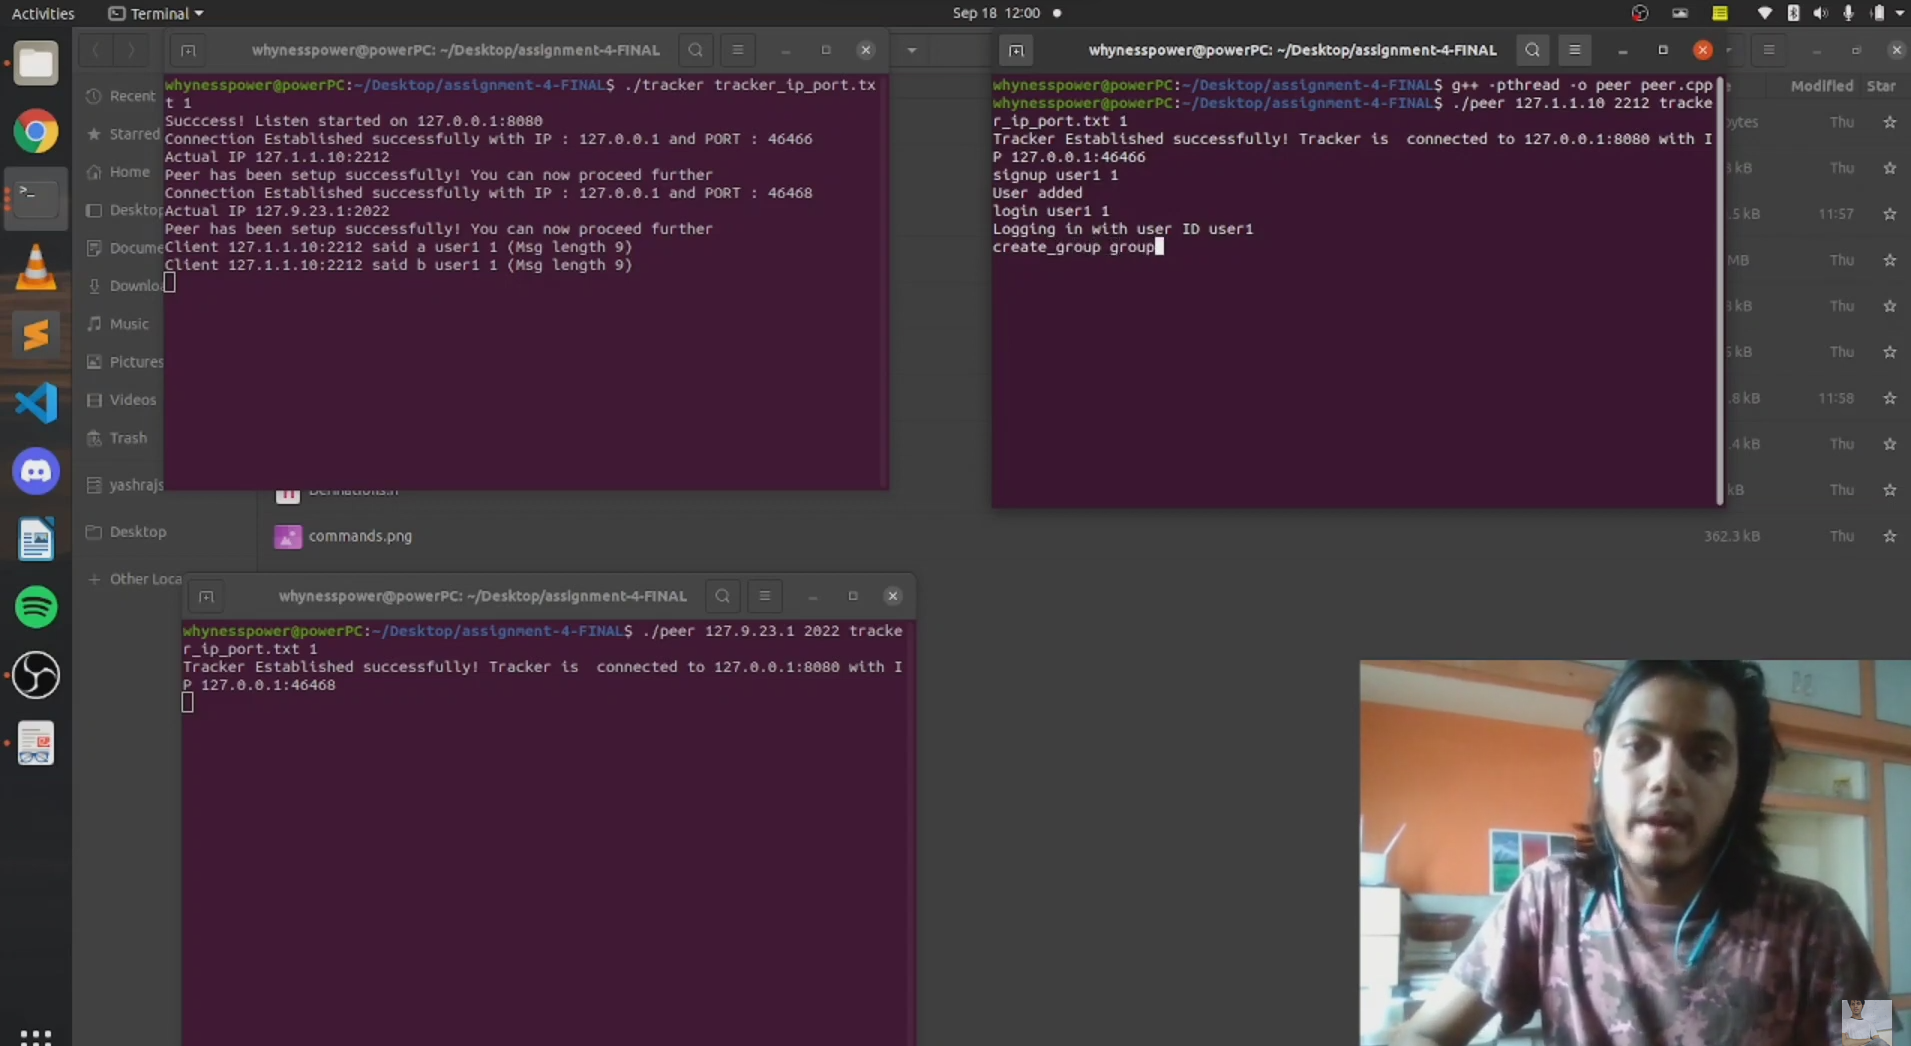 Activities
Terminal
Sep 18 12:00
whynesspower@powerPC: ~/Desktop/assignment-4-FINAL
whynesspower@powerPC:~/Desktop/assignment-4-FINAL$ ./tracker tracker_ip_port.tx
t 1
Succcess! Listen started on 127.0.0.1:8080
Connection Established successfully with IP : 127.0.0.1 and PORT : 46466
Actual IP 127.1.1.10:2212
Peer has been setup successfully! You can now proceed further
Connection Established successfully with IP : 127.0.0.1 and PORT : 46468
Actual IP 127.9.23.1:2022
Peer has been setup successfully! You can now proceed further
Client 127.1.1.10:2212 said a user1 1 (Msg length 9)
Client 127.1.1.10:2212 said b user1 1 (Msg length 9)
whynesspower@powerPC: ~/Desktop/assignment-4-FINAL
whynesspower@powerPC:~/Desktop/assignment-4-FINAL$ g++ -pthread -o peer peer.cpp
whynesspower@powerPC:~/Desktop/assignment-4-FINAL$ ./peer 127.1.1.10 2212 tracke
r_ip_port.txt 1
Tracker Established successfully! Tracker is  connected to 127.0.0.1:8080 with I
P 127.0.0.1:46466
signup user1 1
User added
login user1 1
Logging in with user ID user1
create_group group
Recent
Starred
Home
Desktop
Docume
Downloa
Music
Pictures
Videos
Trash
yashrajs
Desktop
Other Loca
commands.png
Modified
Star
bytes
Thu
kB
Thu
.5 kB
11:57
MB
Thu
kB
Thu
kB
Thu
.8 kB
11:58
.4 kB
Thu
kB
Thu
362.3 kB
Thu
whynesspower@powerPC: ~/Desktop/assignment-4-FINAL
whynesspower@powerPC:~/Desktop/assignment-4-FINAL$ ./peer 127.9.23.1 2022 tracke
r_ip_port.txt 1
Tracker Established successfully! Tracker is  connected to 127.0.0.1:8080 with I
P 127.0.0.1:46468